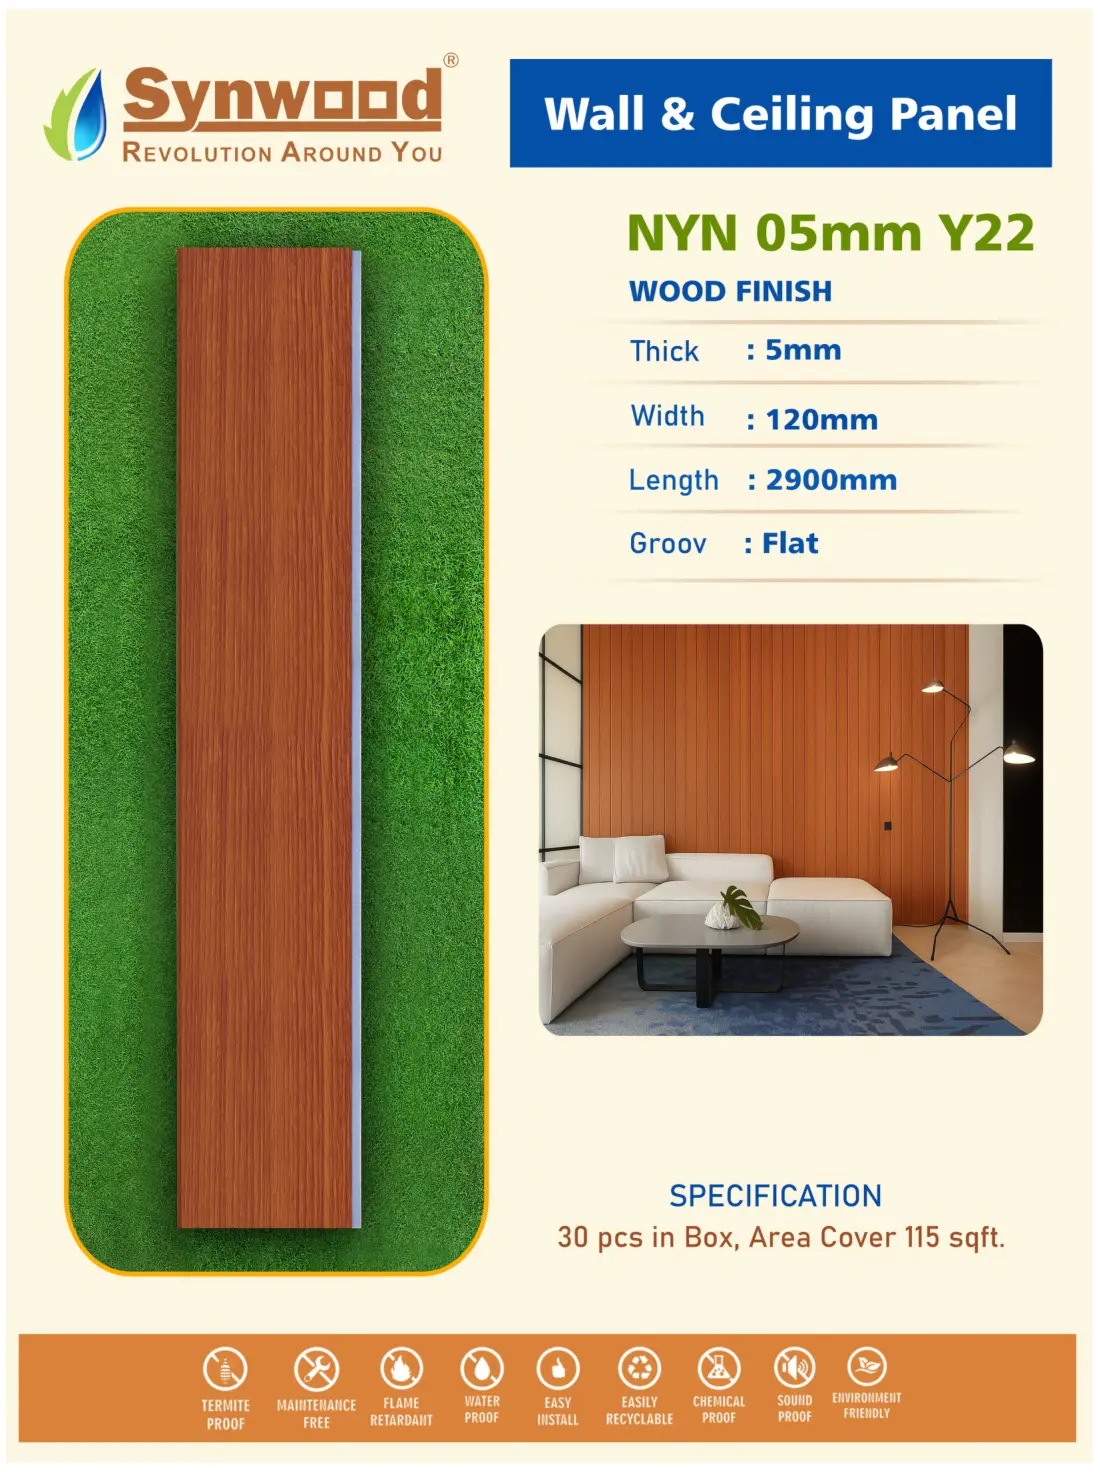 Synwood®
REVOLUTION AROUND YOU
Wall & Ceiling Panel
NYN 05mm Y22
WOOD FINISH
Thick : 5mm
Width : 120mm
Length : 2900mm
Groov : Flat
SPECIFICATION
30 pcs in Box, Area Cover 115 sqft.
TERMITE
PROOF
MAINTENANCE
FREE
FLAME
RETARDANT
WATER
PROOF
EASY
INSTALL
EASILY
RECYCLABLE
CHEMICAL
PROOF
SOUND
PROOF
ENVIRONMENT
FRIENDLY